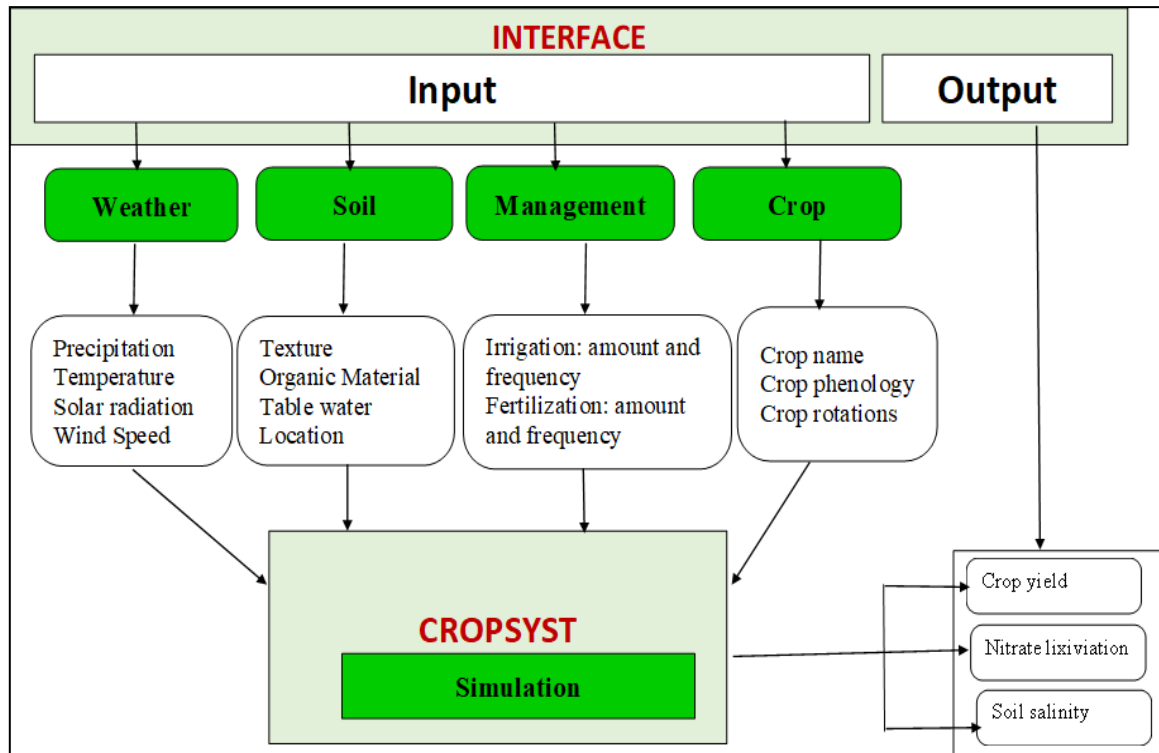 INTERFACE
Input
Output
Weather
Soil
Management
Crop
Precipitation
Temperature
Solar radiation
Wind Speed
Texture
Organic Material
Table water
Location
Irrigation: amount and
frequency
Fertilization: amount
and frequency
Crop name
Crop phenology
Crop rotations
CROPSYST
Simulation
Crop yield
Nitrate lixiviation
Soil salinity